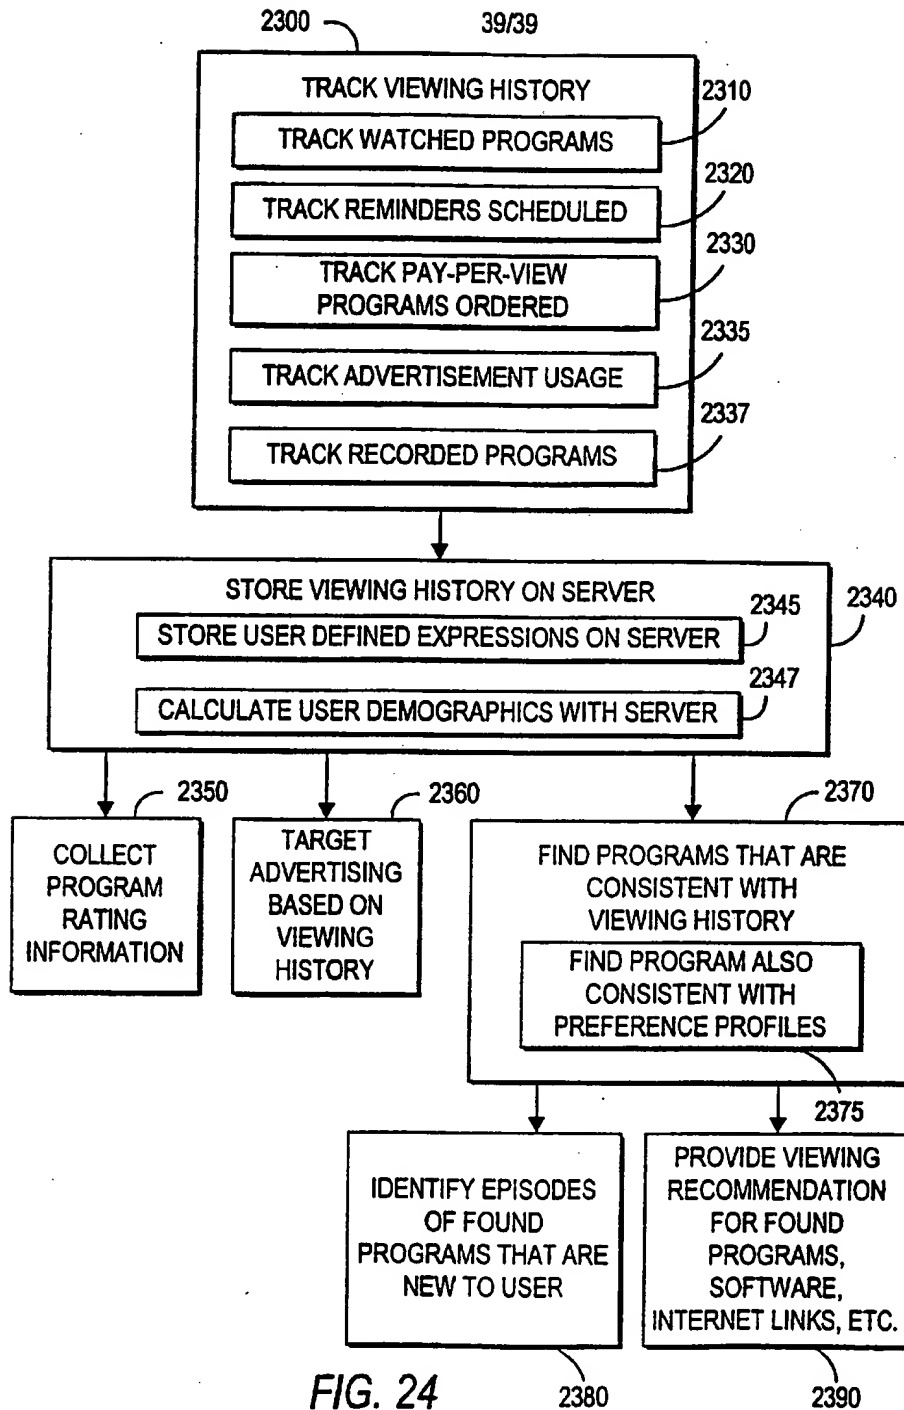 2300
39/39
TRACK VIEWING HISTORY
2310
TRACK WATCHED PROGRAMS
2320
TRACK REMINDERS SCHEDULED
2330
TRACK PAY-PER-VIEW
PROGRAMS ORDERED
2335
TRACK ADVERTISEMENT USAGE
2337
TRACK RECORDED PROGRAMS
STORE VIEWING HISTORY ON SERVER
2345
2340
STORE USER DEFINED EXPRESSIONS ON SERVER
2347
CALCULATE USER DEMOGRAPHICS WITH SERVER
2350
COLLECT
PROGRAM
RATING
INFORMATION
2360
TARGET
ADVERTISING
BASED ON
VIEWING
HISTORY
2370
FIND PROGRAMS THAT ARE
CONSISTENT WITH
VIEWING HISTORY
FIND PROGRAM ALSO
CONSISTENT WITH
PREFERENCE PROFILES
2375
IDENTIFY EPISODES
OF FOUND
PROGRAMS THAT ARE
NEW TO USER
PROVIDE VIEWING
RECOMMENDATION
FOR FOUND
PROGRAMS,
SOFTWARE,
INTERNET LINKS, ETC.
FIG. 24
2380
2390